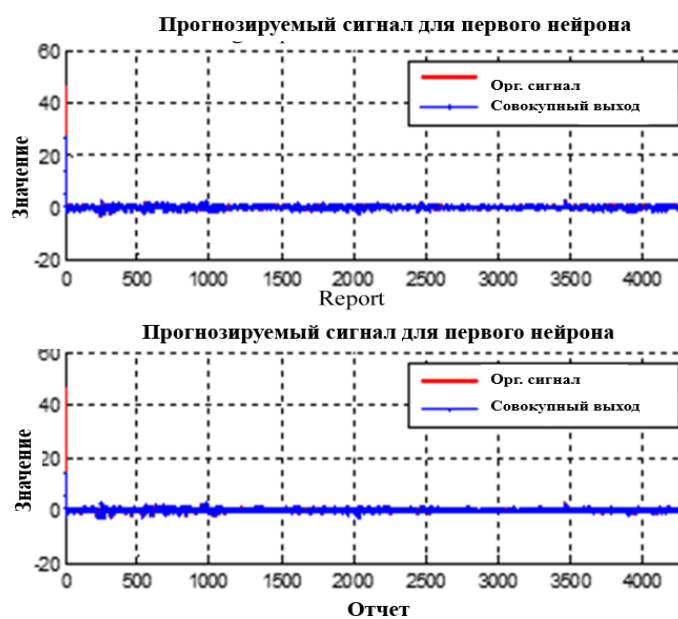 Прогнозируемый сигнал для первого нейрона
60
40
20
0
-20
Значение
Орг. сигнал
Совокупный выход
0 500 1000 1500 2000 2500 3000 3500 4000
Report
Прогнозируемый сигнал для первого нейрона
60
40
20
0
-20
Значение
Орг. сигнал
Совокупный выход
0 500 1000 1500 2000 2500 3000 3500 4000
Отчет